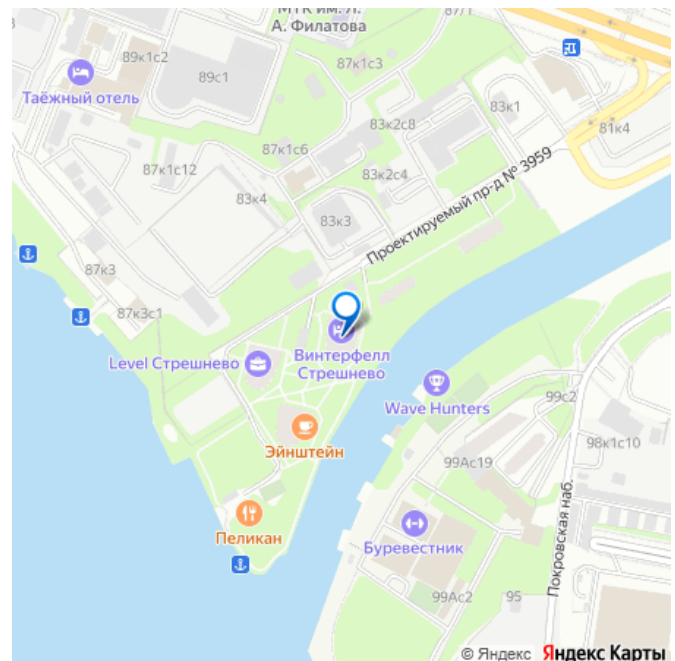 МТК им. Л.
А. Филатова
87/1
89к1с2
87к1с3
89с1
Таёжный отель
83к1
83к2с8
81к4
87к1с6
87к1с12
83к2с4
Проектируемый пр-д № 3959
83к4
83к3
87к3
87к3с1
Винтерфелл
Стрешнево
Level Стрешнево
Wave Hunters
99с2
98к1с10
Эйнштейн
99Ас19
Покровская наб.
Пеликан
Буревестник
99Ас2
95
© Яндекс Яндекс Карты